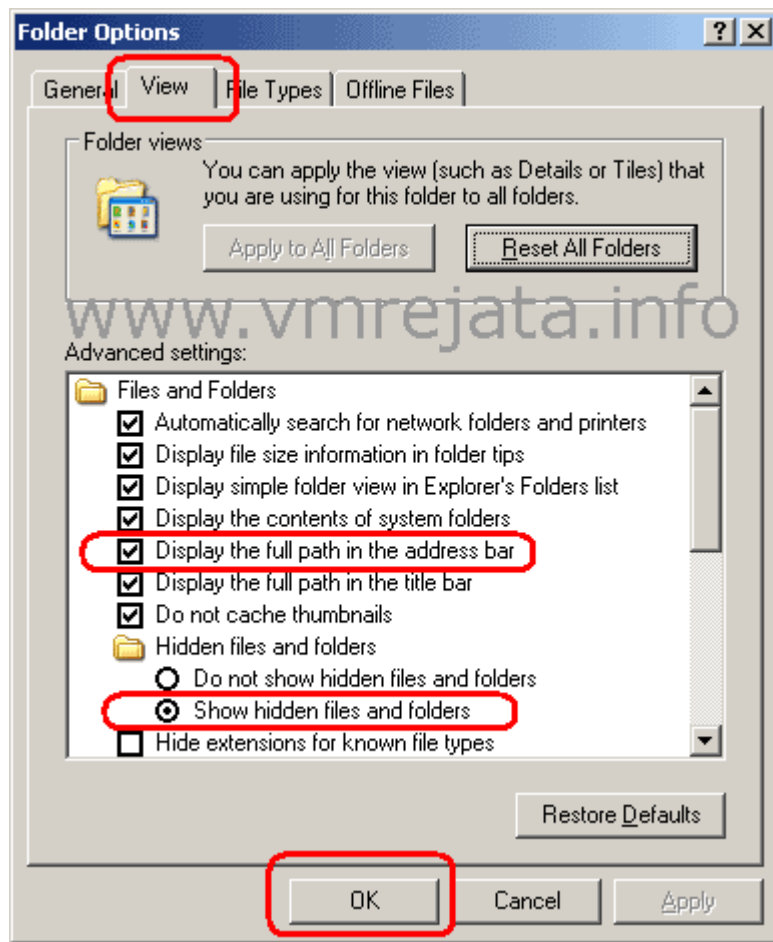 Folder Options
General View File Types Offline Files
Folder views
You can apply the view (such as Details or Tiles) that
you are using for this folder to all folders.
Apply to All Folders Reset All Folders
www.vmrejata.info
Advanced settings:
Files and Folders
Automatically search for network folders and printers
Display file size information in folder tips
Display simple folder view in Explorer's Folders list
Display the contents of system folders
Display the full path in the address bar
Display the full path in the title bar
Do not cache thumbnails
Hidden files and folders
Do not show hidden files and folders
Show hidden files and folders
Hide extensions for known file types
Restore Defaults
OK Cancel Apply